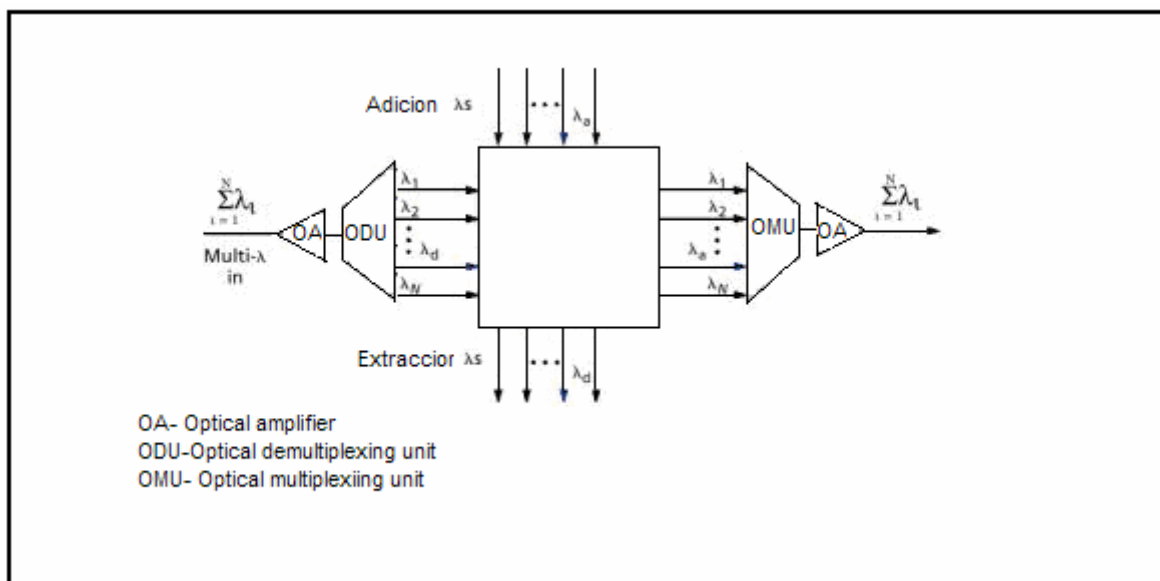 Adicion λs
• • •
λa
N
Σλi
i = 1
OA
ODU
Multi-λ
in
λ1
λ2
λd
λN
λ1
λ2
λa
λN
OMU
OA
N
Σλi
i = 1
Extraccior λs
• • •
λd
OA- Optical amplifier
ODU-Optical demultiplexing unit
OMU- Optical multiplexiing unit